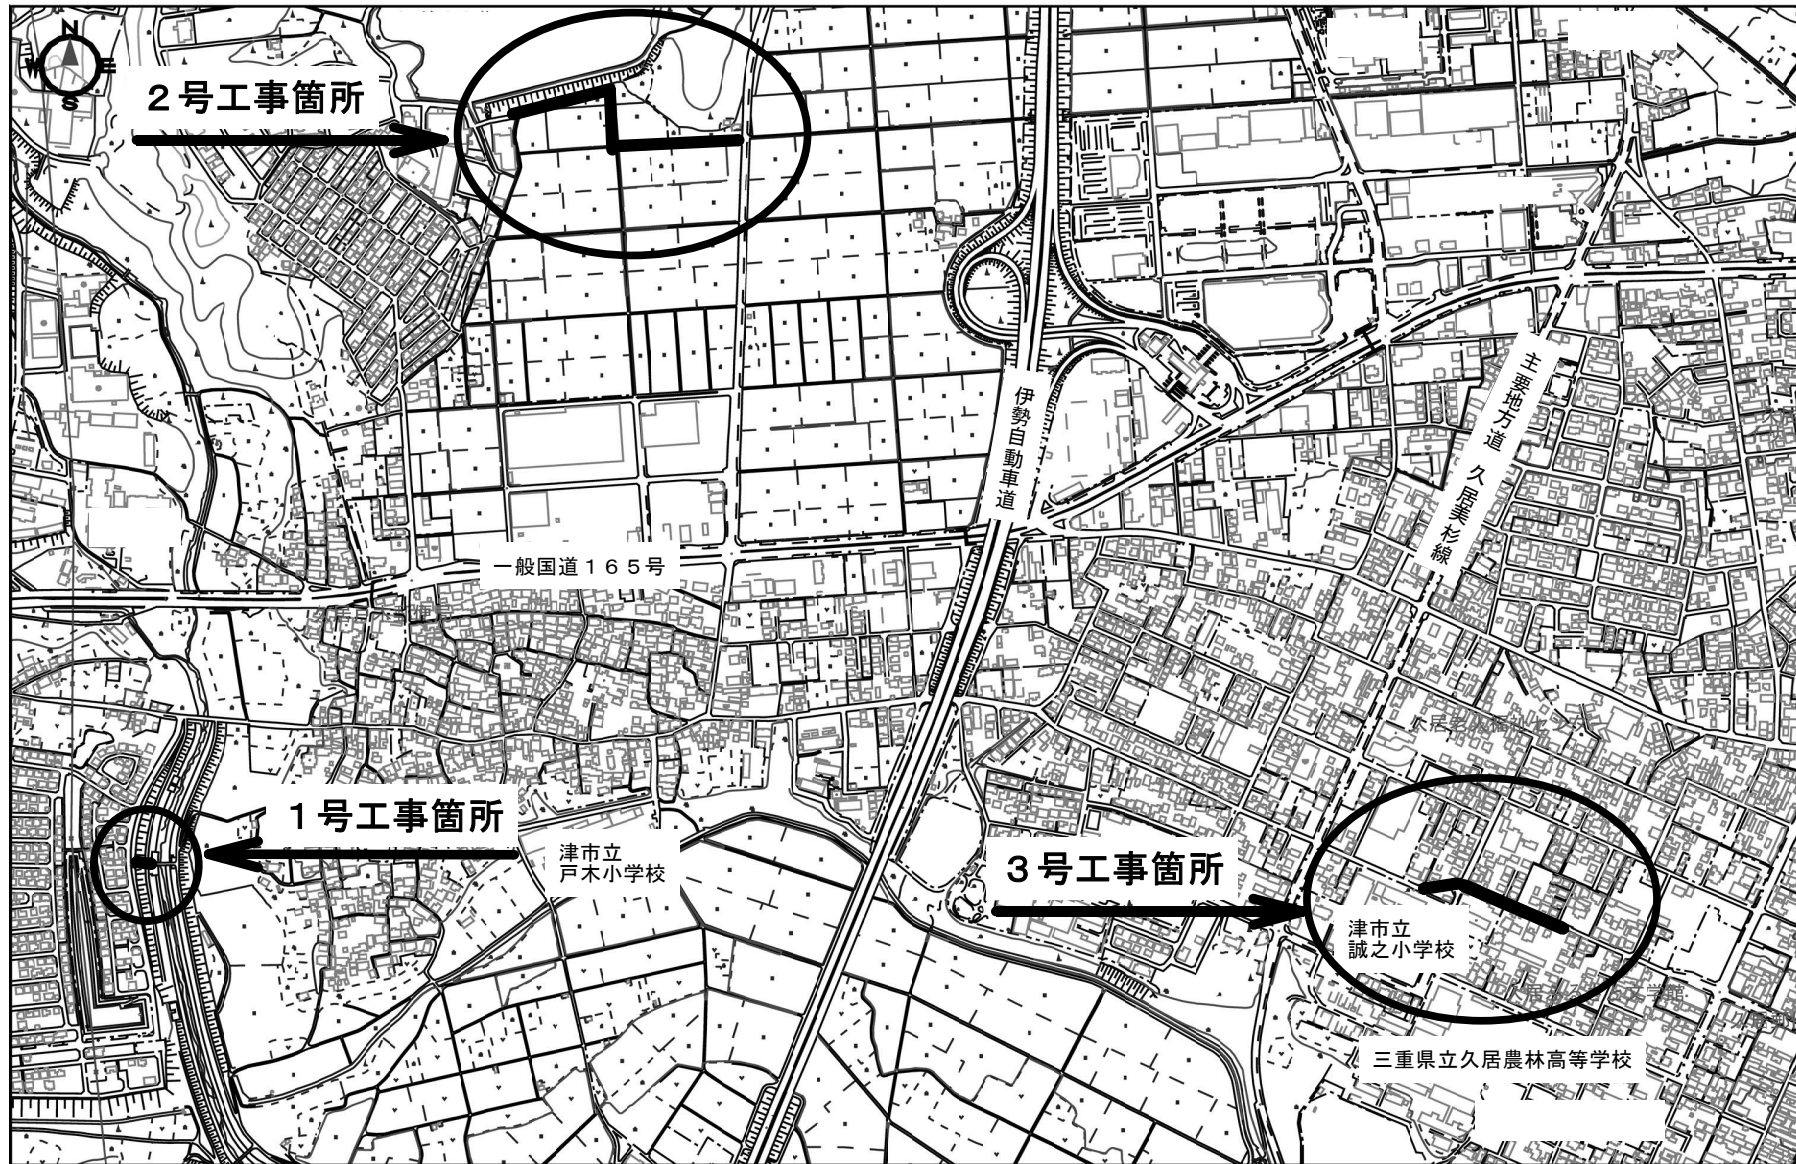 N
W
E
S
２号工事箇所
伊勢自動車道
主要地方道　久居美杉線
一般国道１６５号
１号工事箇所
津市立
戸木小学校
３号工事箇所
津市立
誠之小学校
三重県立久居農林高等学校